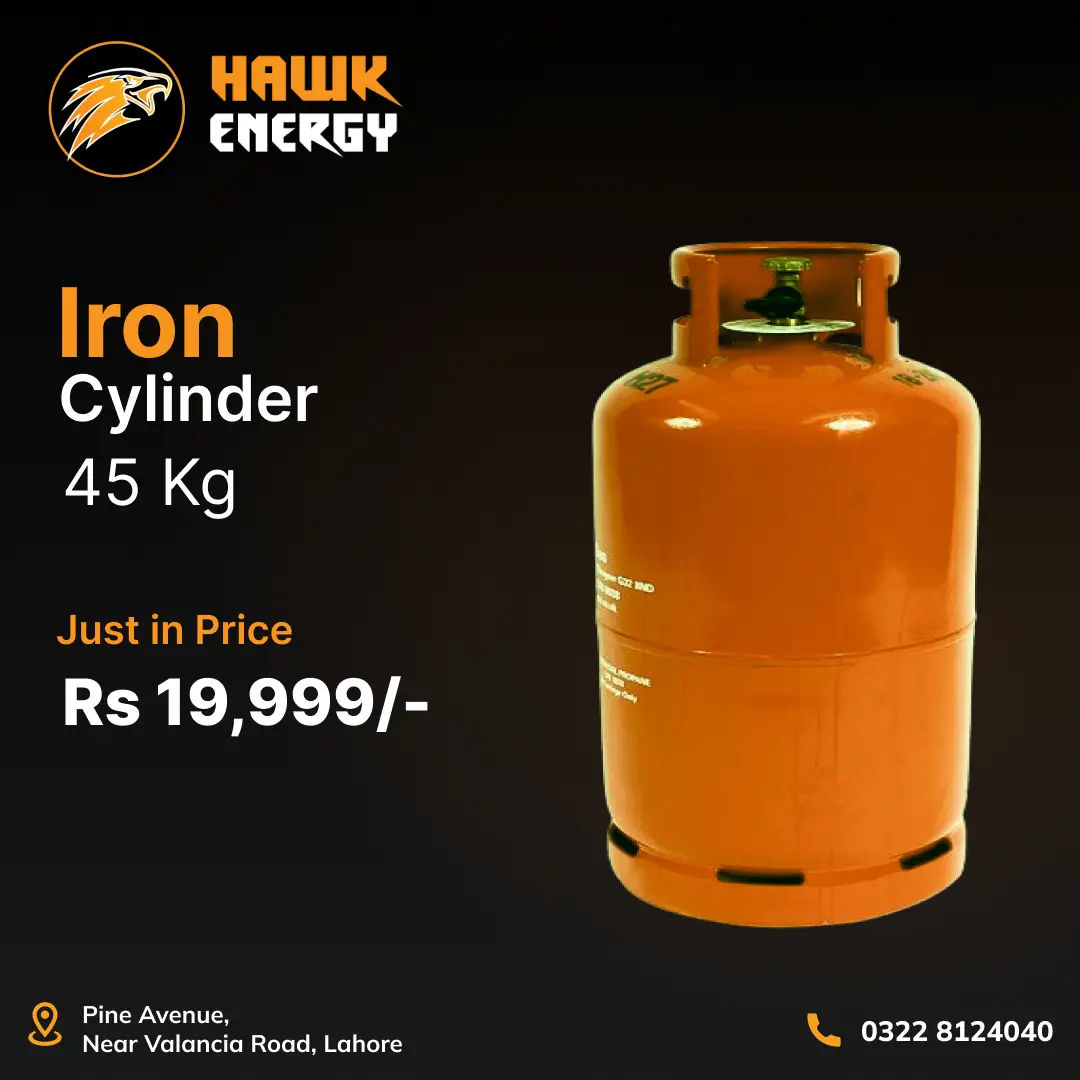 HAWK
ENERGY
Iron
Cylinder
45 Kg
Just in Price
Rs 19,999/-
Pine Avenue,
Near Valancia Road, Lahore
0322 8124040